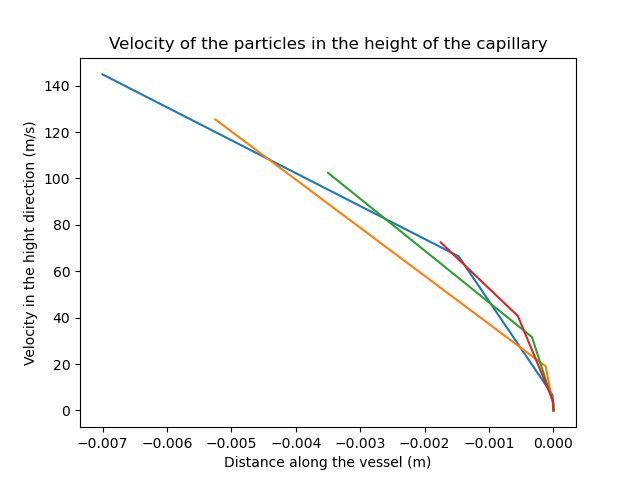 Velocity of the particles in the height of the capillary
Velocity in the hight direction (m/s)
140
120
100
80
60
40
20
0
−0.007 −0.006 −0.005 −0.004 −0.003 −0.002 −0.001 0.000
Distance along the vessel (m)